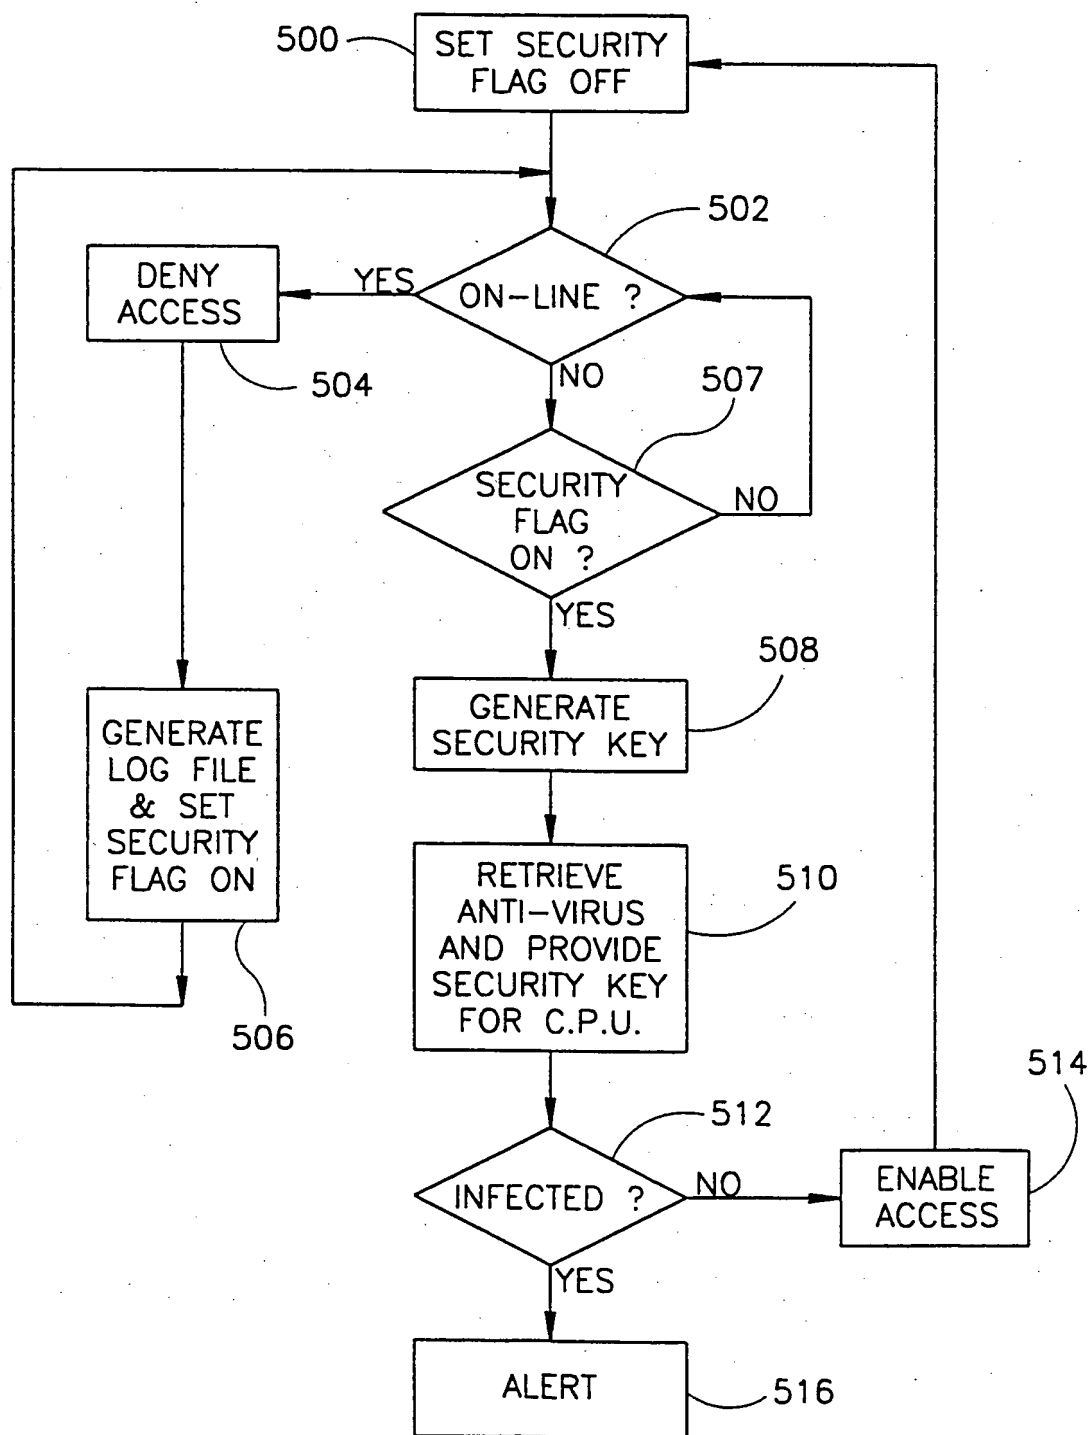 500
SET SECURITY
FLAG OFF
502
ON-LINE ?
YES
DENY
ACCESS
504
NO
507
SECURITY
FLAG
ON ?
NO
YES
508
GENERATE
SECURITY KEY
GENERATE
LOG FILE
& SET
SECURITY
FLAG ON
506
RETRIEVE
ANTI-VIRUS
AND PROVIDE
SECURITY KEY
FOR C.P.U.
510
512
INFECTED ?
NO
514
ENABLE
ACCESS
YES
ALERT
516